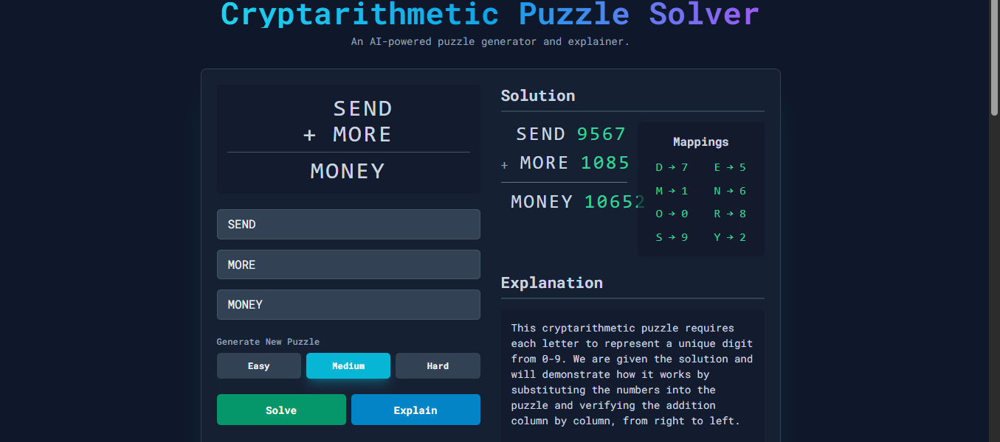 Cryptarithmetic Puzzle Solver
An AI-powered puzzle generator and explainer.
SEND
+ MORE
MONEY
SEND
MORE
MONEY
Generate New Puzzle
Easy
Medium
Hard
Solve
Explain
Solution
SEND 9567
+ MORE 1085
MONEY 10652
Mappings
D → 7 E → 5
M → 1 N → 6
O → 0 R → 8
S → 9 Y → 2
Explanation
This cryptarithmetic puzzle requires
each letter to represent a unique digit
from 0-9. We are given the solution and
will demonstrate how it works by
substituting the numbers into the
puzzle and verifying the addition
column by column, from right to left.